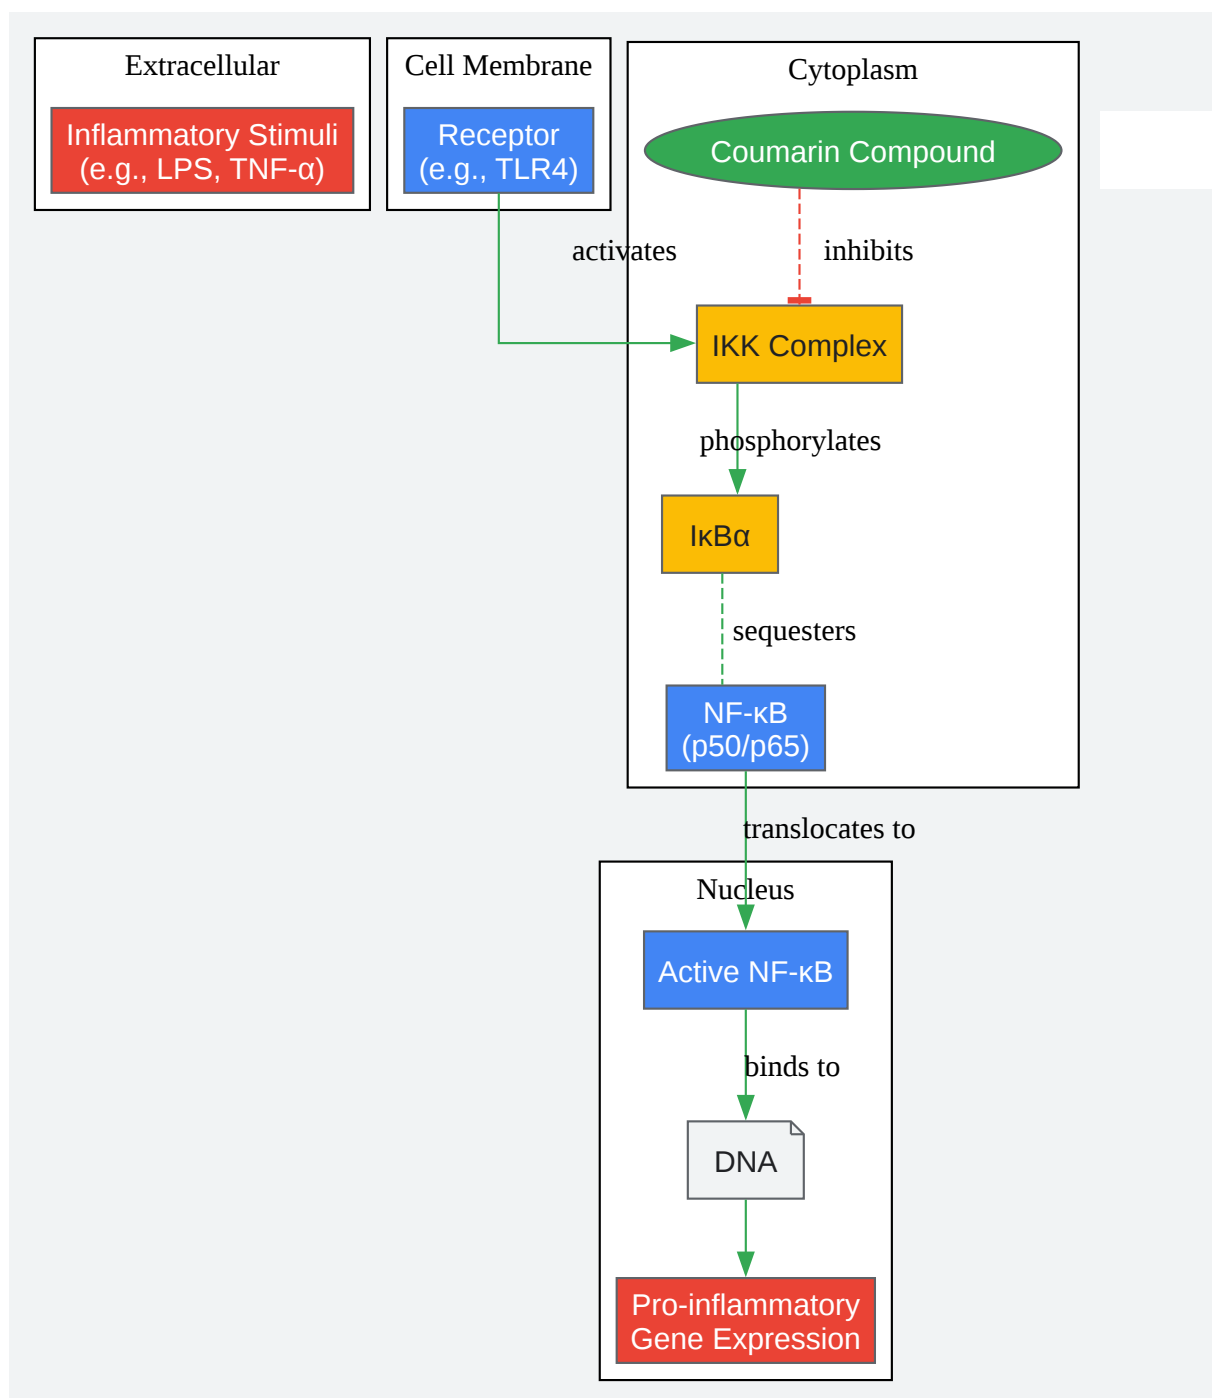 Extracellular
Inflammatory Stimuli
(e.g., LPS, TNF-α)
Cell Membrane
Receptor
(e.g., TLR4)
Cytoplasm
Coumarin Compound
activates
inhibits
IKK Complex
phosphorylates
IκBα
sequesters
NF-κB
(p50/p65)
translocates to
Nucleus
Active NF-κB
binds to
DNA
Pro-inflammatory
Gene Expression